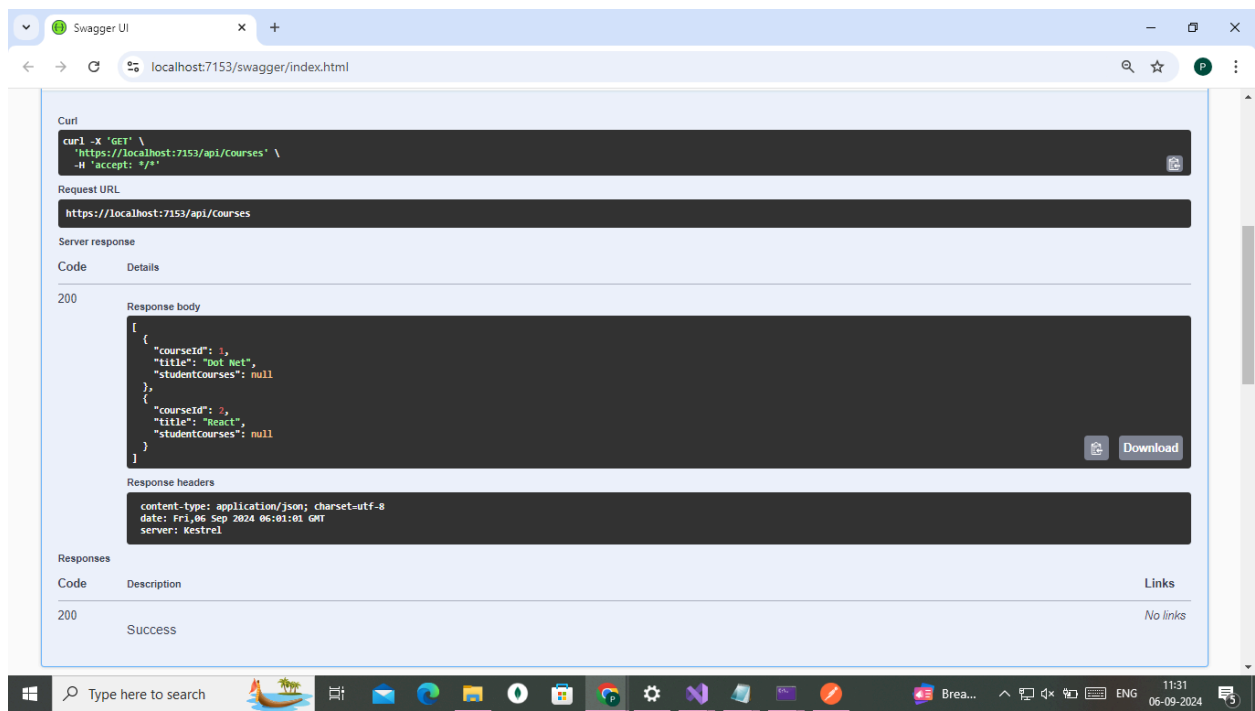 Swagger UI
localhost:7153/swagger/index.html
P
Curl
curl -X 'GET' \
'https://localhost:7153/api/Courses' \
-H 'accept: */*'
Request URL
https://localhost:7153/api/Courses
Server response
Code Details
200
Response body
[
{
"courseId": 1,
"title": "Dot Net",
"studentCourses": null
},
{
"courseId": 2,
"title": "React",
"studentCourses": null
}
]
Download
Response headers
content-type: application/json; charset=utf-8
date: Fri,06 Sep 2024 06:01:01 GMT
server: Kestrel
Responses
Code Description Links
200 No links
Success
Type here to search
Brea... ENG
11:31
06-09-2024
5